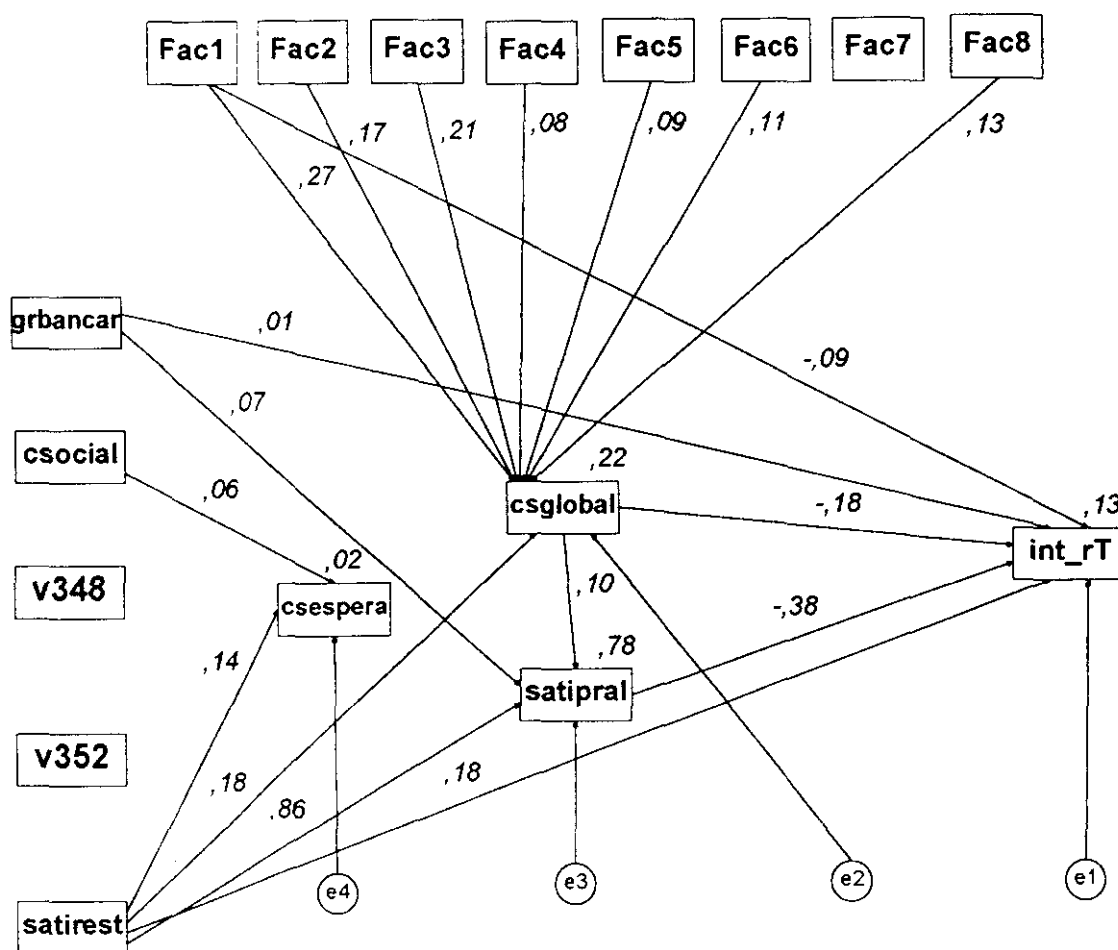 Fac1 Fac2 Fac3 Fac4 Fac5 Fac6 Fac7 Fac8
,27 ,17 ,21 ,08 ,09 ,11 ,13
grbancar
,01
-,09
,07
csocial
,06
,22
csglobal
-,18
,13
int_rT
v348
,02
csespera
,10
-,38
,14
,78
satipral
v352
,18
,86
,18
e4 e3 e2 e1
satirest